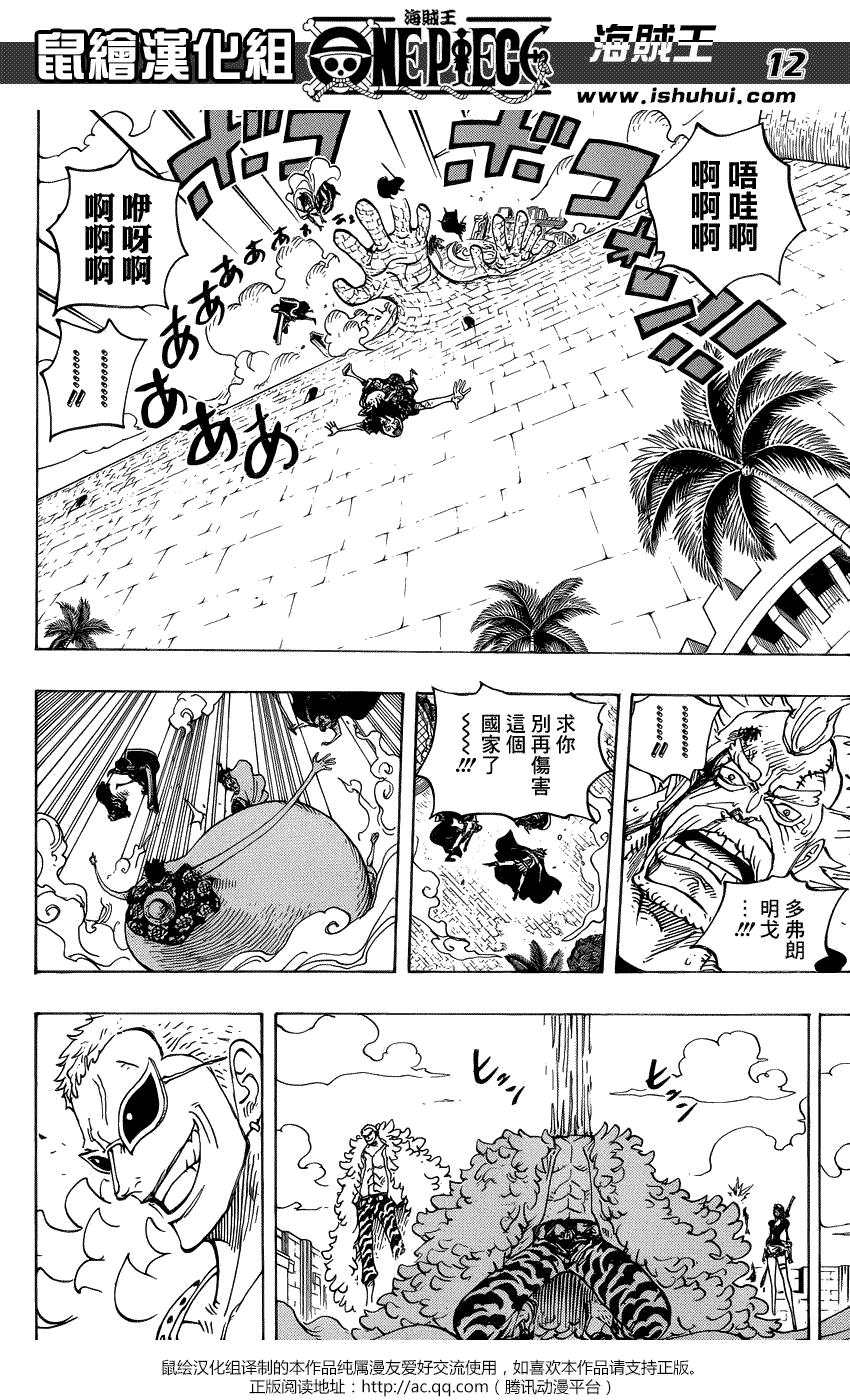 鼠繪漢化組
海賊王
ONE PIECE
海賊王
12
www.ishuhui.com
唔哇啊
啊啊啊
ボコ
ボコ
ォン!!
咿呀啊
啊啊啊
ああああああああ
…………!!
…………!!
多弗朗
明戈
…!!!
求你
別再傷害
這個
國家了
~~!!!
ヒュン
ヒュン
鼠绘汉化组译制的本作品纯属漫友爱好交流使用，如喜欢本作品请支持正版。
正版阅读地址：http://ac.qq.com（腾讯动漫平台）